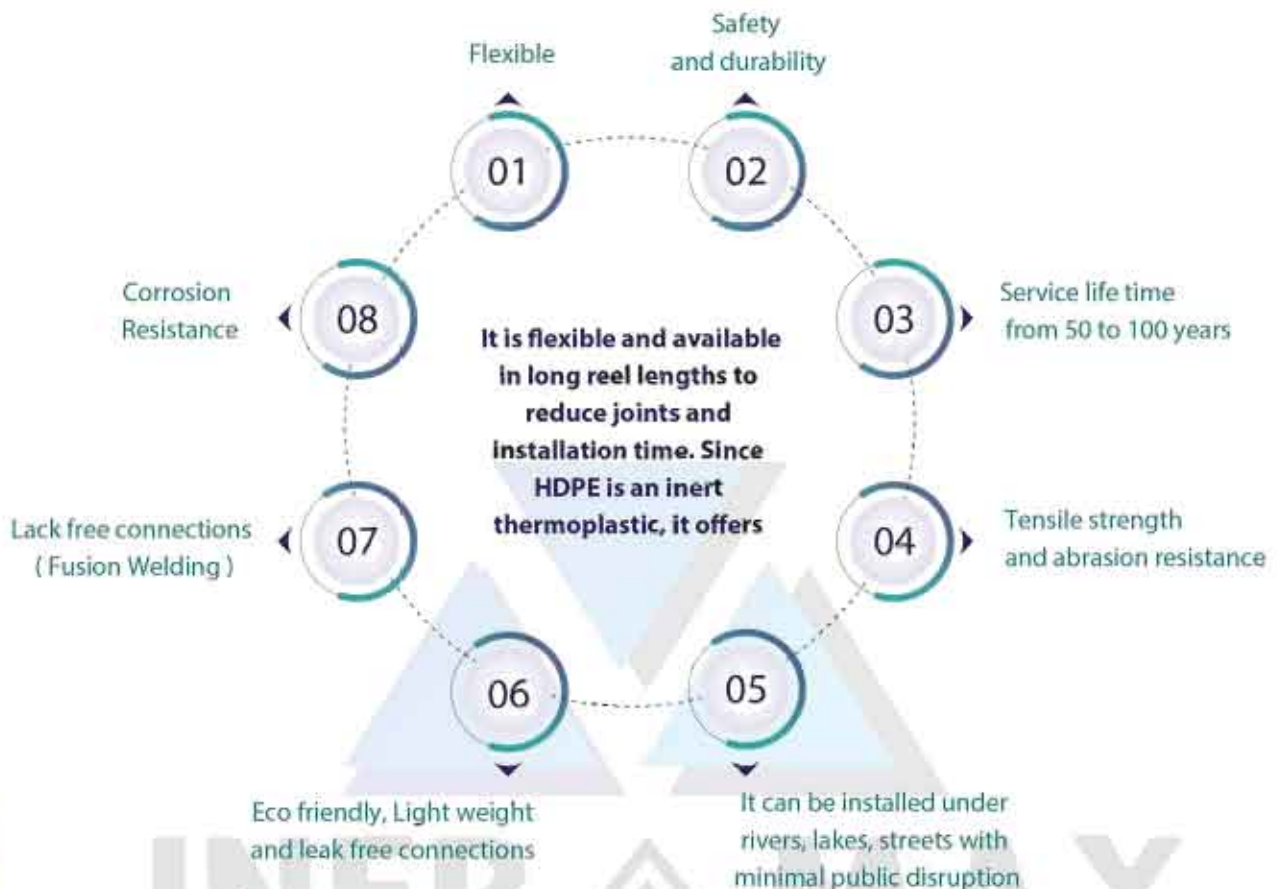 Flexible
01
Safety
and durability
02
03
Service life time
from 50 to 100 years
04
Tensile strength
and abrasion resistance
05
It can be installed under
rivers, lakes, streets with
minimal public disruption
06
Eco friendly, Light weight
and leak free connections
07
Lack free connections
( Fusion Welding )
08
Corrosion
Resistance
It is flexible and available
in long reel lengths to
reduce joints and
installation time. Since
HDPE is an inert
thermoplastic, it offers